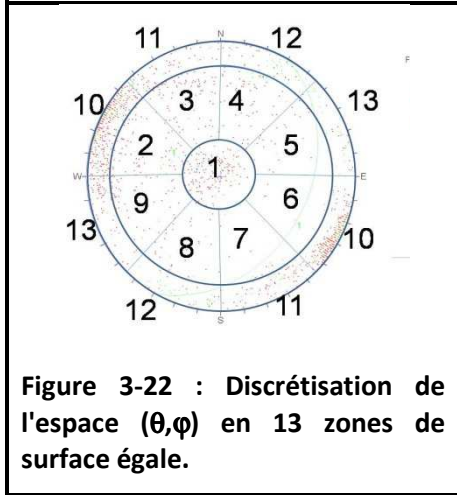 11
N
12
F
10
3
4
13
2
5
1
W
E
9
6
13
8
7
10
12
11
S
Figure 3-22 : Discrétisation de
l'espace (θ,φ) en 13 zones de
surface égale.